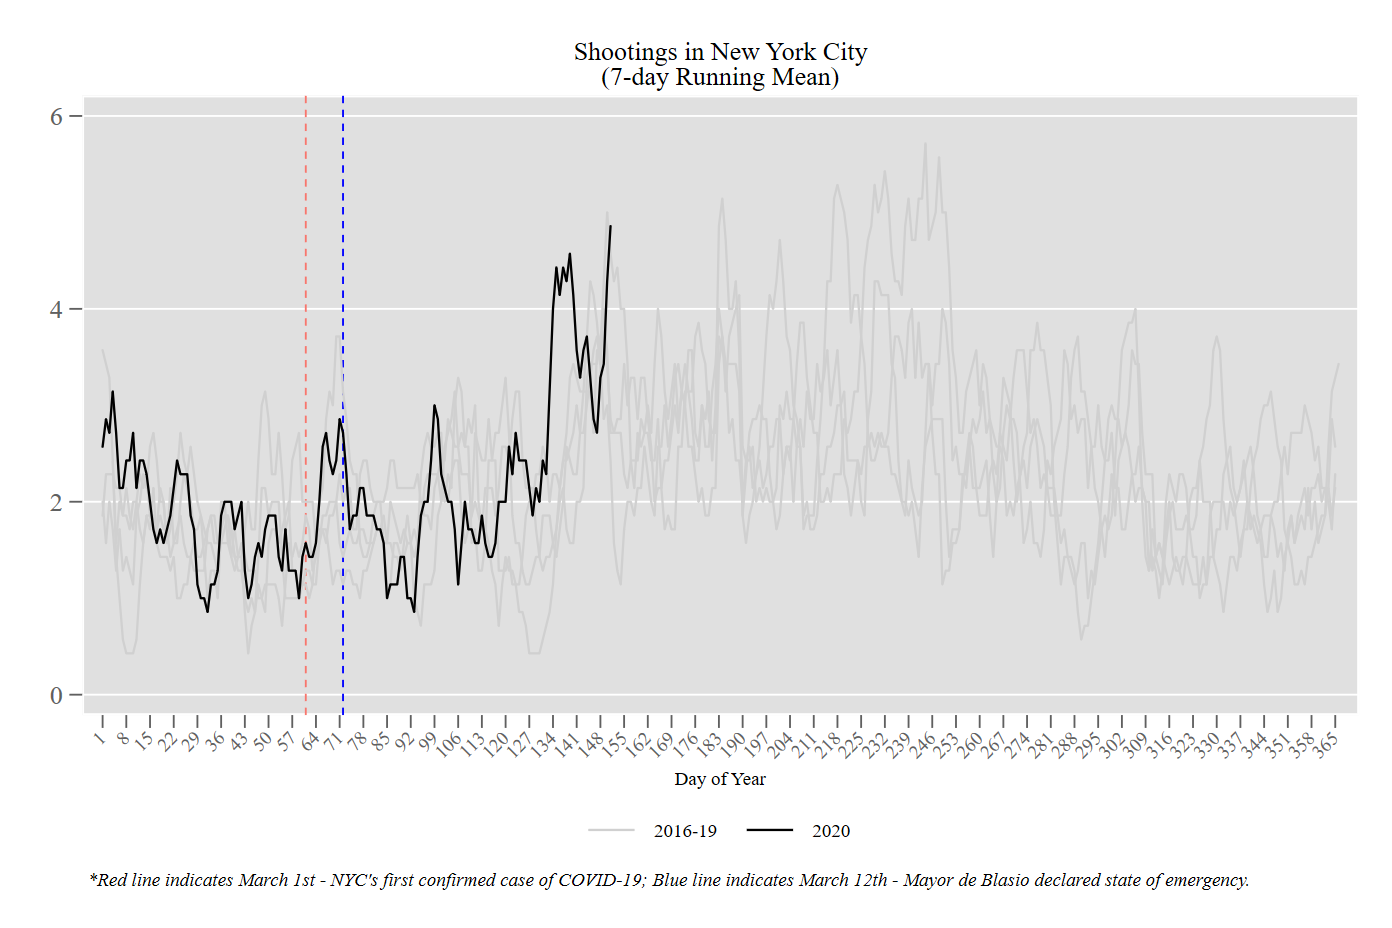 Shootings in New York City
(7-day Running Mean)
6
4
2
0
1 8 15 22 29 36 43 50 57 64 71 78 85 92 99 106 113 120 127 134 141 148 155 162 169 176 183 190 197 204 211 218 225 232 239 246 253 260 267 274 281 288 295 302 309 316 323 330 337 344 351 358 365
Day of Year
2016-19 2020
*Red line indicates March 1st - NYC's first confirmed case of COVID-19; Blue line indicates March 12th - Mayor de Blasio declared state of emergency.